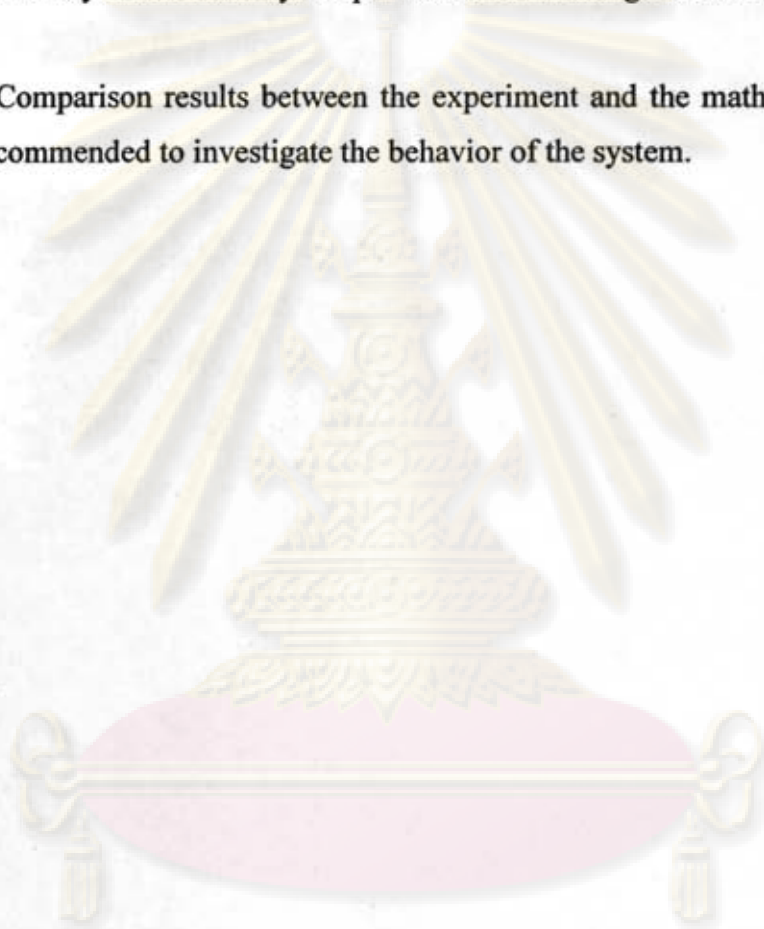 Comparison results between the experiment and the math
commended to investigate the behavior of the system.